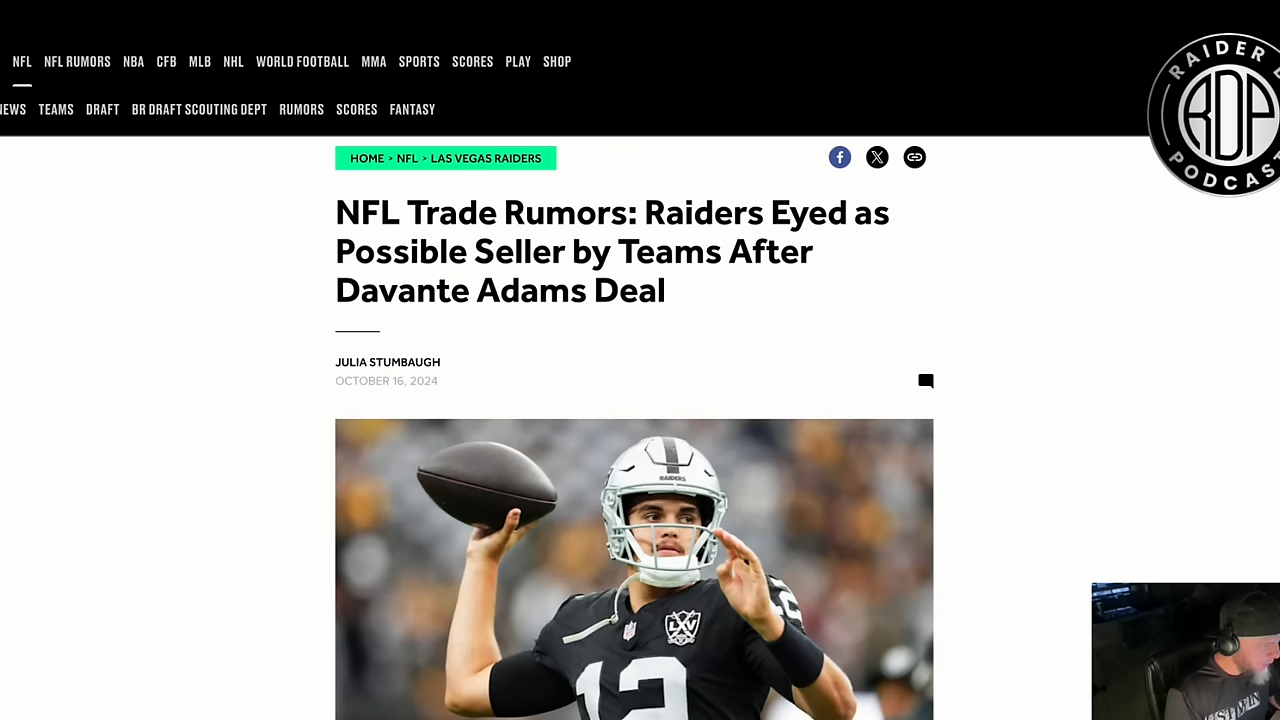 NFL NFL RUMORS NBA CFB MLB NHL WORLD FOOTBALL MMA SPORTS SCORES PLAY SHOP
NEWS TEAMS DRAFT BR DRAFT SCOUTING DEPT RUMORS SCORES FANTASY
RAIDER
RDP
PODCAST
HOME > NFL > LAS VEGAS RAIDERS
NFL Trade Rumors: Raiders Eyed as
Possible Seller by Teams After
Davante Adams Deal
JULIA STUMBAUGH
OCTOBER 16, 2024
RAIDERS
LXV
12